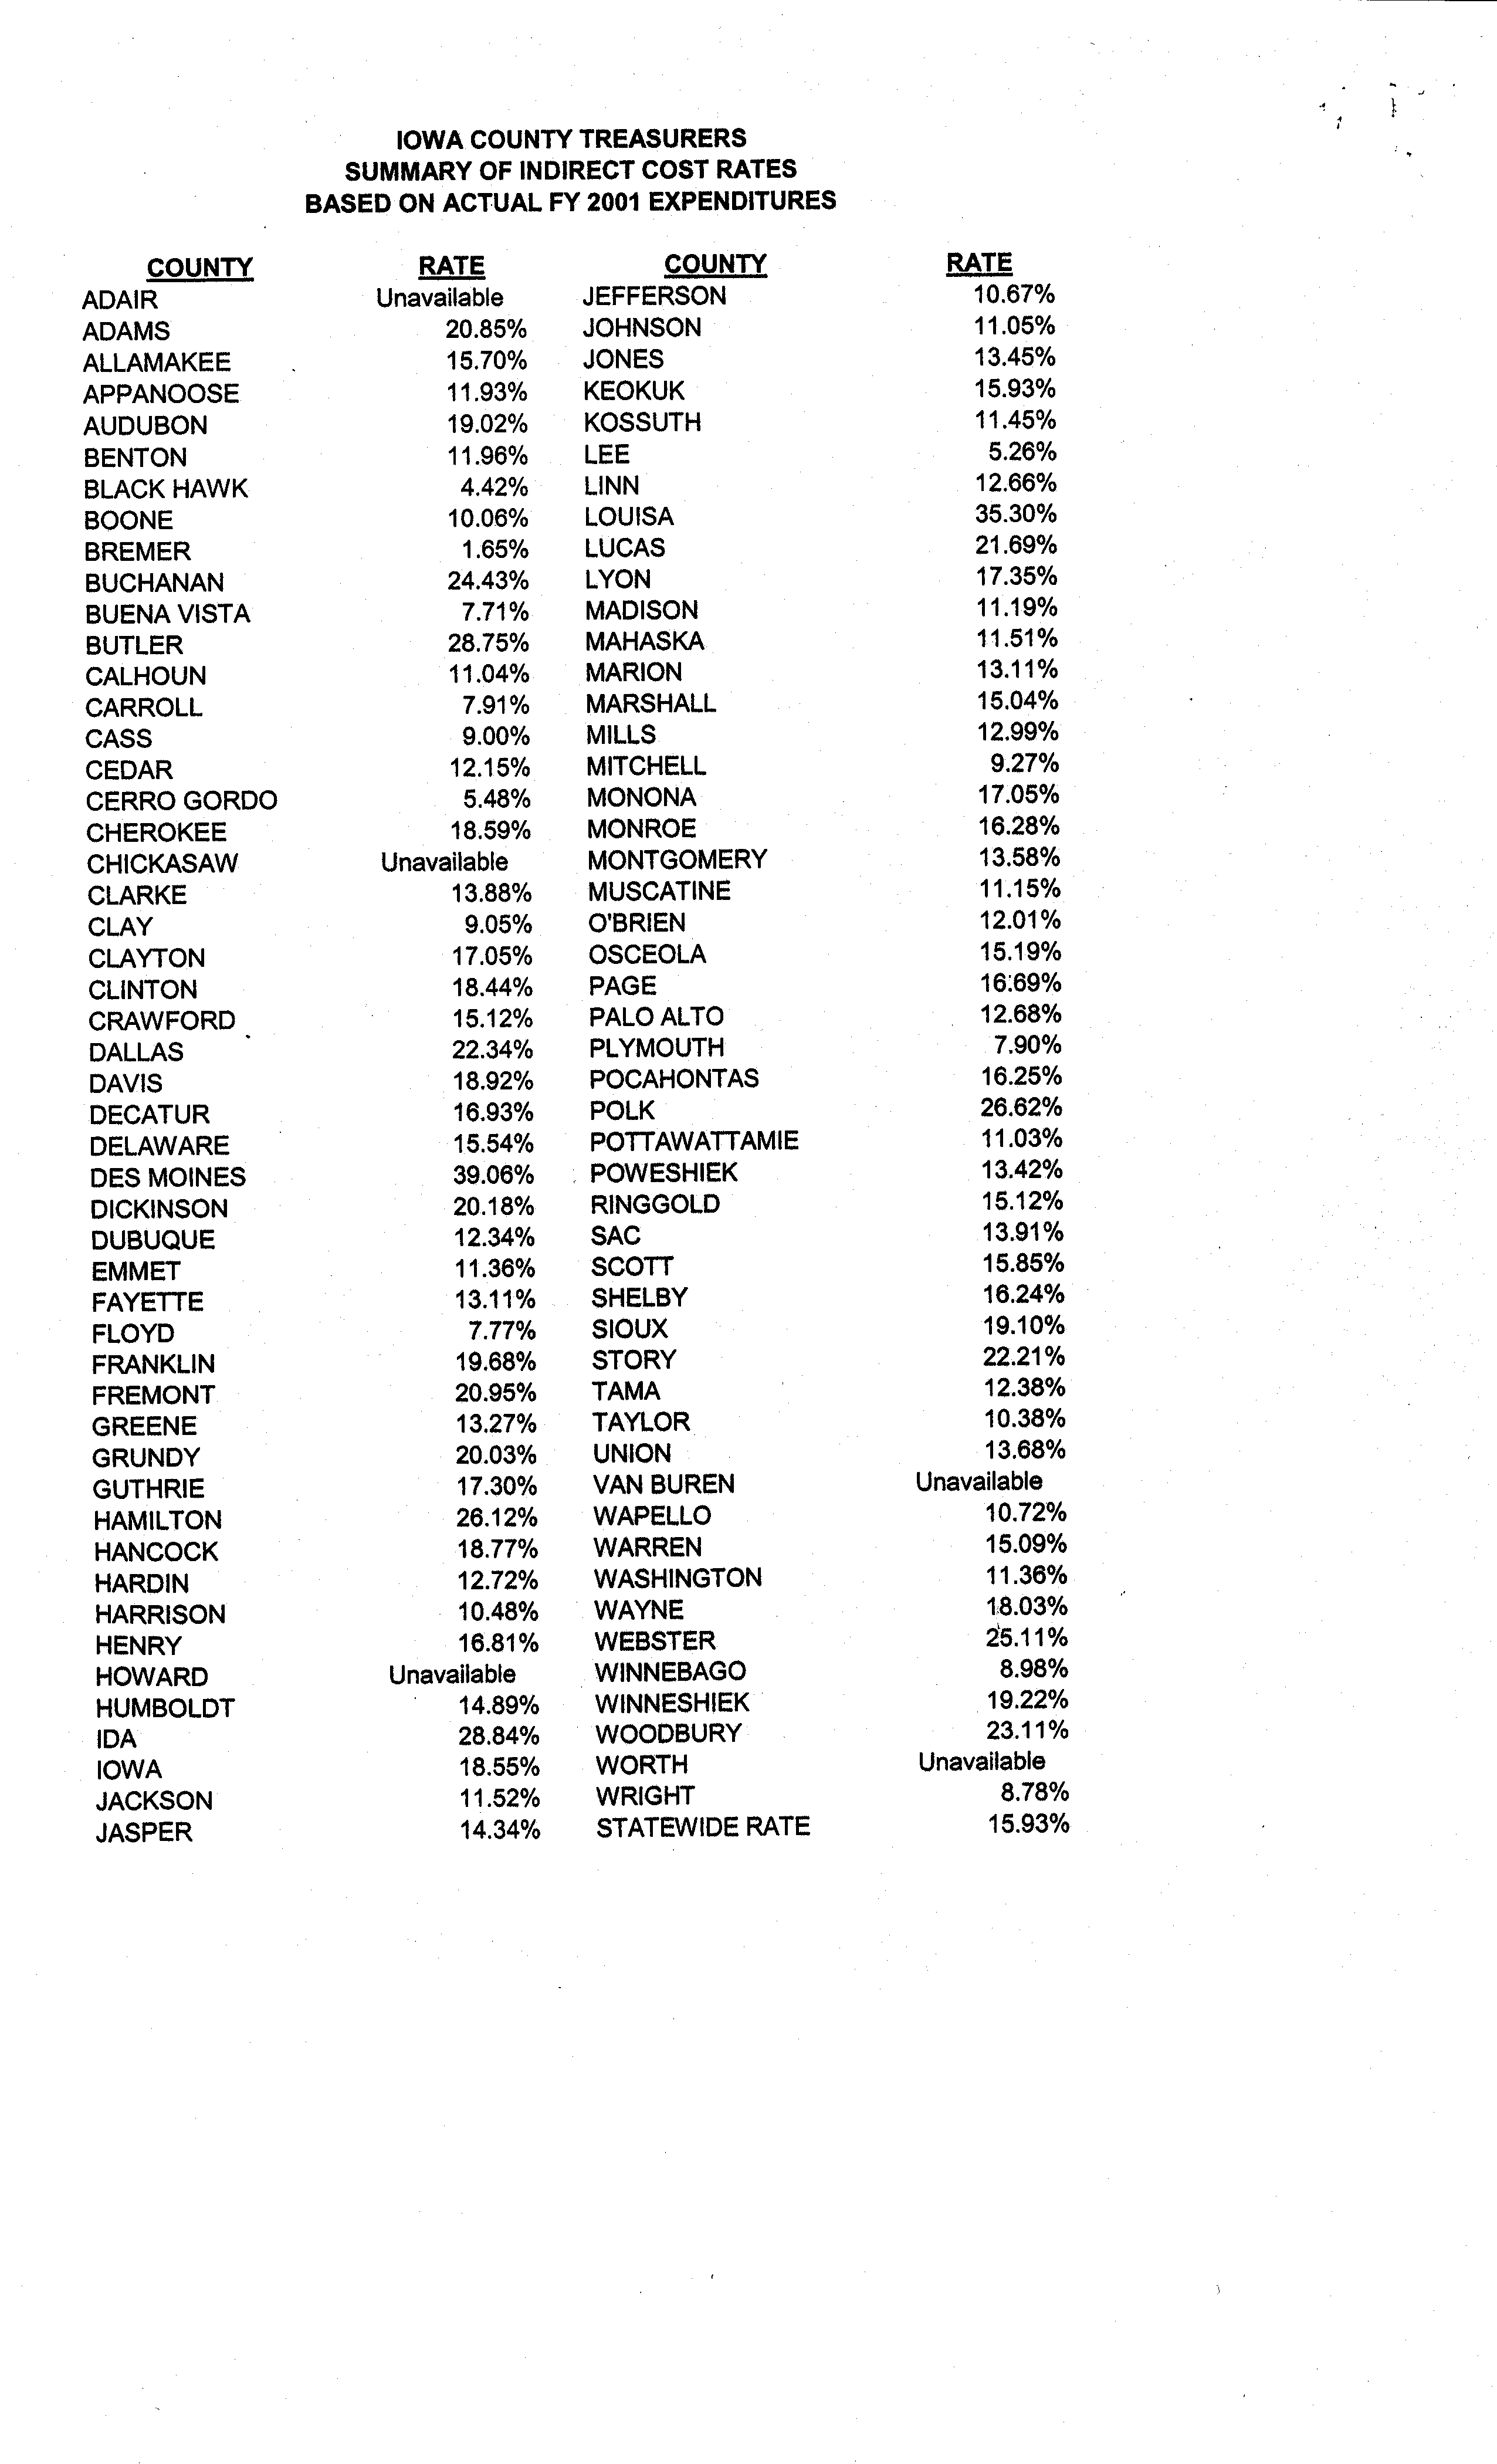 IOWA COUNTY TREASURERS
SUMMARY OF INDIRECT COST RATES
BASED ON ACTUAL FY 2001 EXPENDITURES
COUNTY RATE COUNTY RATE
ADAIR Unavailable JEFFERSON 10.67%
ADAMS 20.85% JOHNSON 11.05%
ALLAMAKEE 15.70% JONES 13.45%
APPANOOSE 11.93% KEOKUK 15.93%
AUDUBON 19.02% KOSSUTH 11.45%
BENTON 11.96% LEE 5.26%
BLACK HAWK 4.42% LINN 12.66%
BOONE 10.06% LOUISA 35.30%
BREMER 1.65% LUCAS 21.69%
BUCHANAN 24.43% LYON 17.35%
BUENA VISTA 7.71% MADISON 11.19%
BUTLER 28.75% MAHASKA 11.51%
CALHOUN 11.04% MARION 13.11%
CARROLL 7.91% MARSHALL 15.04%
CASS 9.00% MILLS 12.99%
CEDAR 12.15% MITCHELL 9.27%
CERRO GORDO 5.48% MONONA 17.05%
CHEROKEE 18.59% MONROE 16.28%
CHICKASAW Unavailable MONTGOMERY 13.58%
CLARKE 13.88% MUSCATINE 11.15%
CLAY 9.05% O'BRIEN 12.01%
CLAYTON 17.05% OSCEOLA 15.19%
CLINTON 18.44% PAGE 16.69%
CRAWFORD 15.12% PALO ALTO 12.68%
DALLAS 22.34% PLYMOUTH 7.90%
DAVIS 18.92% POCAHONTAS 16.25%
DECATUR 16.93% POLK 26.62%
DELAWARE 15.54% POTTAWATTAMIE 11.03%
DES MOINES 39.06% POWESHIEK 13.42%
DICKINSON 20.18% RINGGOLD 15.12%
DUBUQUE 12.34% SAC 13.91%
EMMET 11.36% SCOTT 15.85%
FAYETTE 13.11% SHELBY 16.24%
FLOYD 7.77% SIOUX 19.10%
FRANKLIN 19.68% STORY 22.21%
FREMONT 20.95% TAMA 12.38%
GREENE 13.27% TAYLOR 10.38%
GRUNDY 20.03% UNION 13.68%
GUTHRIE 17.30% VAN BUREN Unavailable
HAMILTON 26.12% WAPELLO 10.72%
HANCOCK 18.77% WARREN 15.09%
HARDIN 12.72% WASHINGTON 11.36%
HARRISON 10.48% WAYNE 18.03%
HENRY 16.81% WEBSTER 25.11%
HOWARD Unavailable WINNEBAGO 8.98%
HUMBOLDT 14.89% WINNESHIEK 19.22%
IDA 28.84% WOODBURY 23.11%
IOWA 18.55% WORTH Unavailable
JACKSON 11.52% WRIGHT 8.78%
JASPER 14.34% STATEWIDE RATE 15.93%